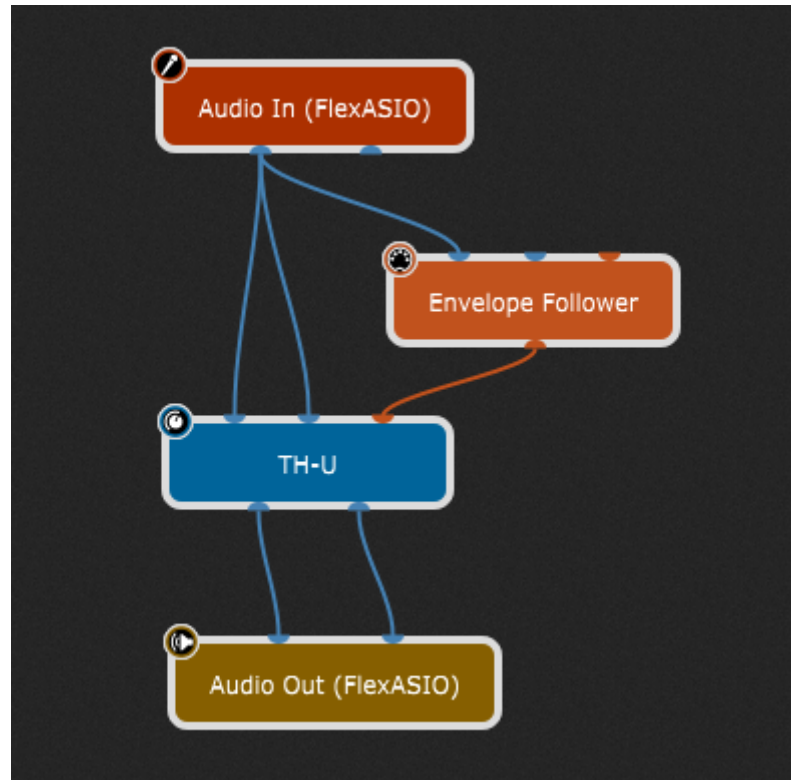 Audio In (FlexASIO)
Envelope Follower
TH-U
Audio Out (FlexASIO)